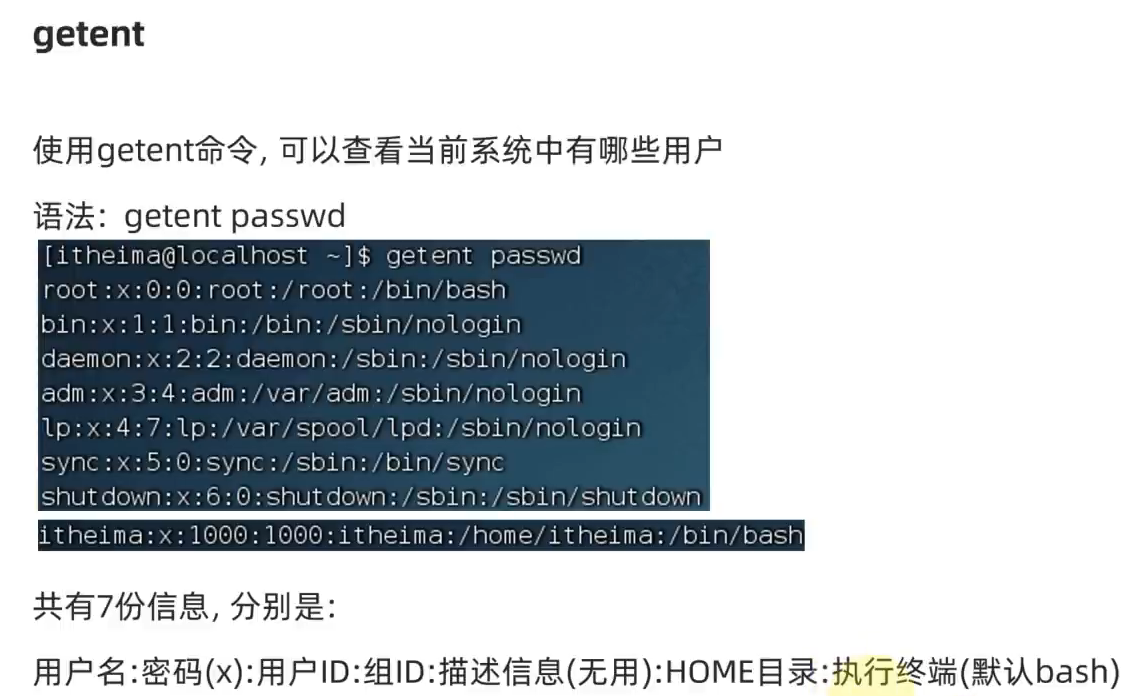 getent
使用getent命令, 可以查看当前系统中有哪些用户
语法：getent passwd
[itheima@localhost ~]$ getent passwd
root:x:0:0:root:/root:/bin/bash
bin:x:1:1:bin:/bin:/sbin/nologin
daemon:x:2:2:daemon:/sbin:/sbin/nologin
adm:x:3:4:adm:/var/adm:/sbin/nologin
lp:x:4:7:lp:/var/spool/lpd:/sbin/nologin
sync:x:5:0:sync:/sbin:/bin/sync
shutdown:x:6:0:shutdown:/sbin:/sbin/shutdown
itheima:x:1000:1000:itheima:/home/itheima:/bin/bash
共有7份信息, 分别是：
用户名:密码(x):用户ID:组ID:描述信息(无用):HOME目录:执行终端(默认bash)